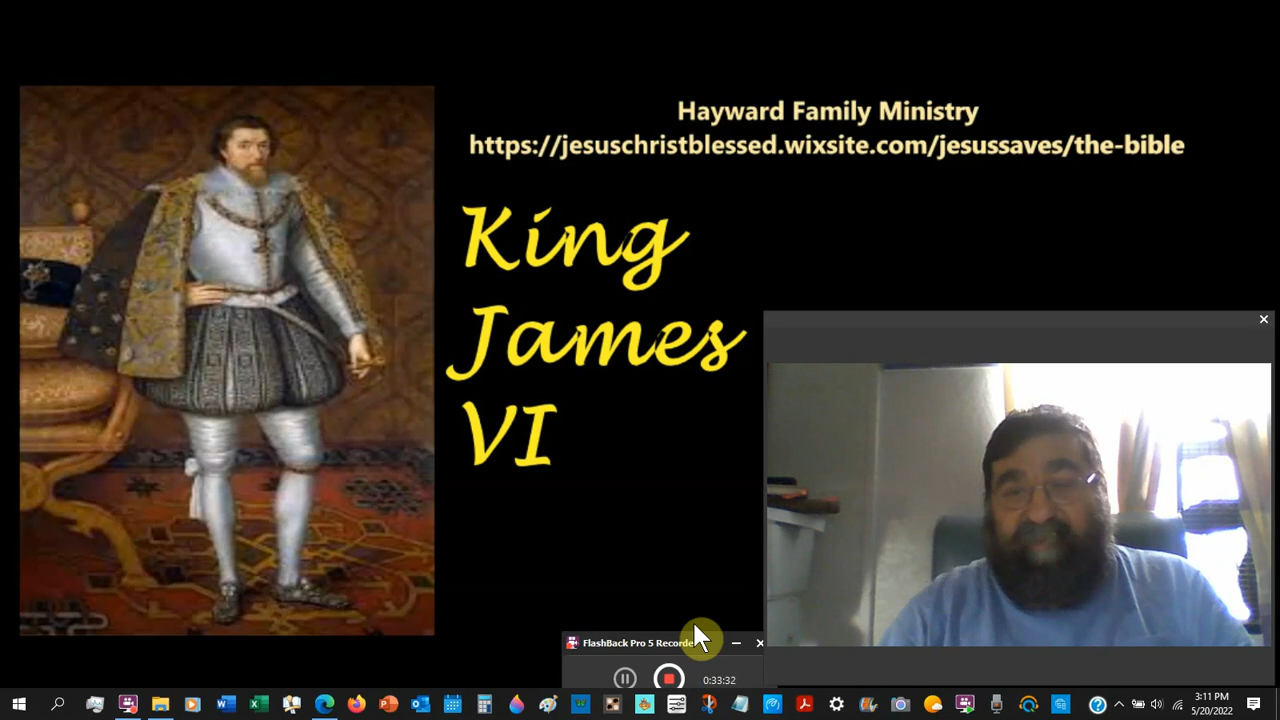 Hayward Family Ministry
https://jesuschristblessed.wixsite.com/jesussaves/the-bible
King
James
VI
FlashBack Pro 5 Recorde
0:33:32
3:11 PM
5/20/2022